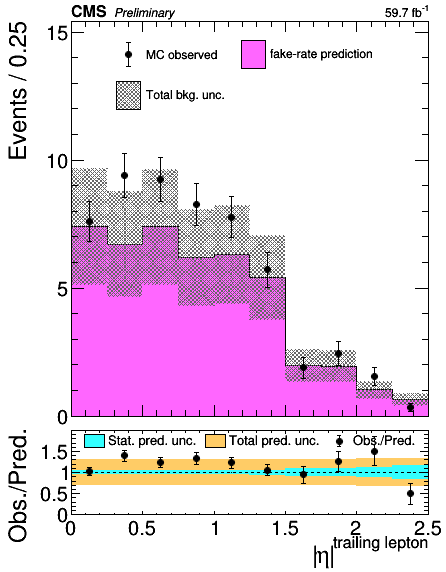 CMS Preliminary 59.7 fb⁻¹
15
MC observed
fake-rate prediction
Total bkg. unc.
Events / 0.25
10
5
0
Stat. pred. unc. Total pred. unc. Obs./Pred.
Obs./Pred.
1.5
1
0.5
0
0 0.5 1 1.5 2 2.5
|η| trailing lepton